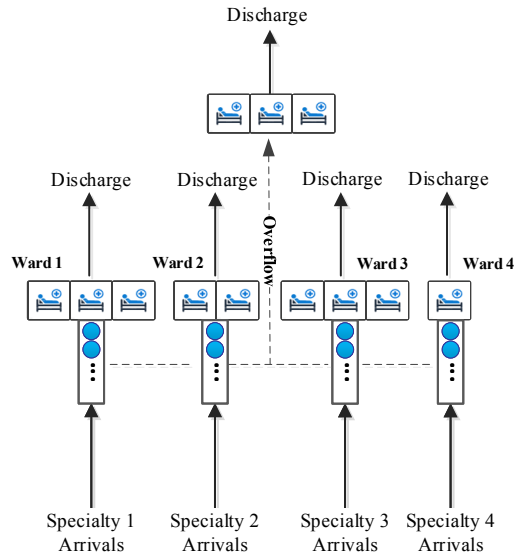 Discharge
Discharge
Discharge
Discharge
Discharge
Overflow
Ward 1
Ward 2
Ward 3
Ward 4
Specialty 1
Arrivals
Specialty 2
Arrivals
Specialty 3
Arrivals
Specialty 4
Arrivals